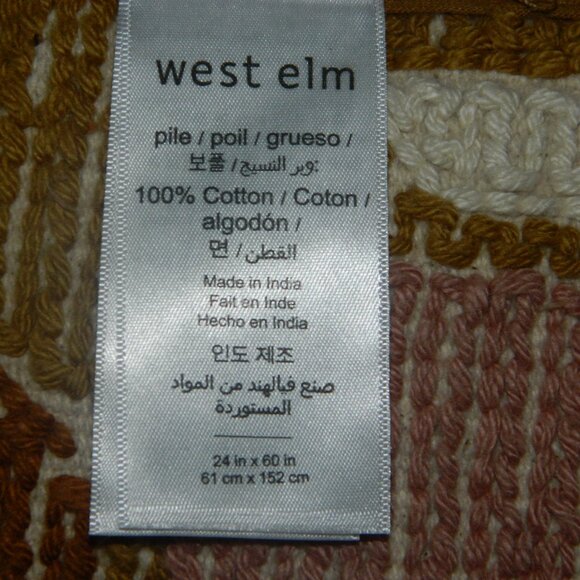 west elm
pile / poil / grueso /
보풀 / وبر النسيج:
100% Cotton / Coton /
algodón /
면 / القطن
Made in India
Fait en Inde
Hecho en India
인도 제조
صنع فىالهند من المواد
المستوردة
24 in x 60 in
61 cm x 152 cm